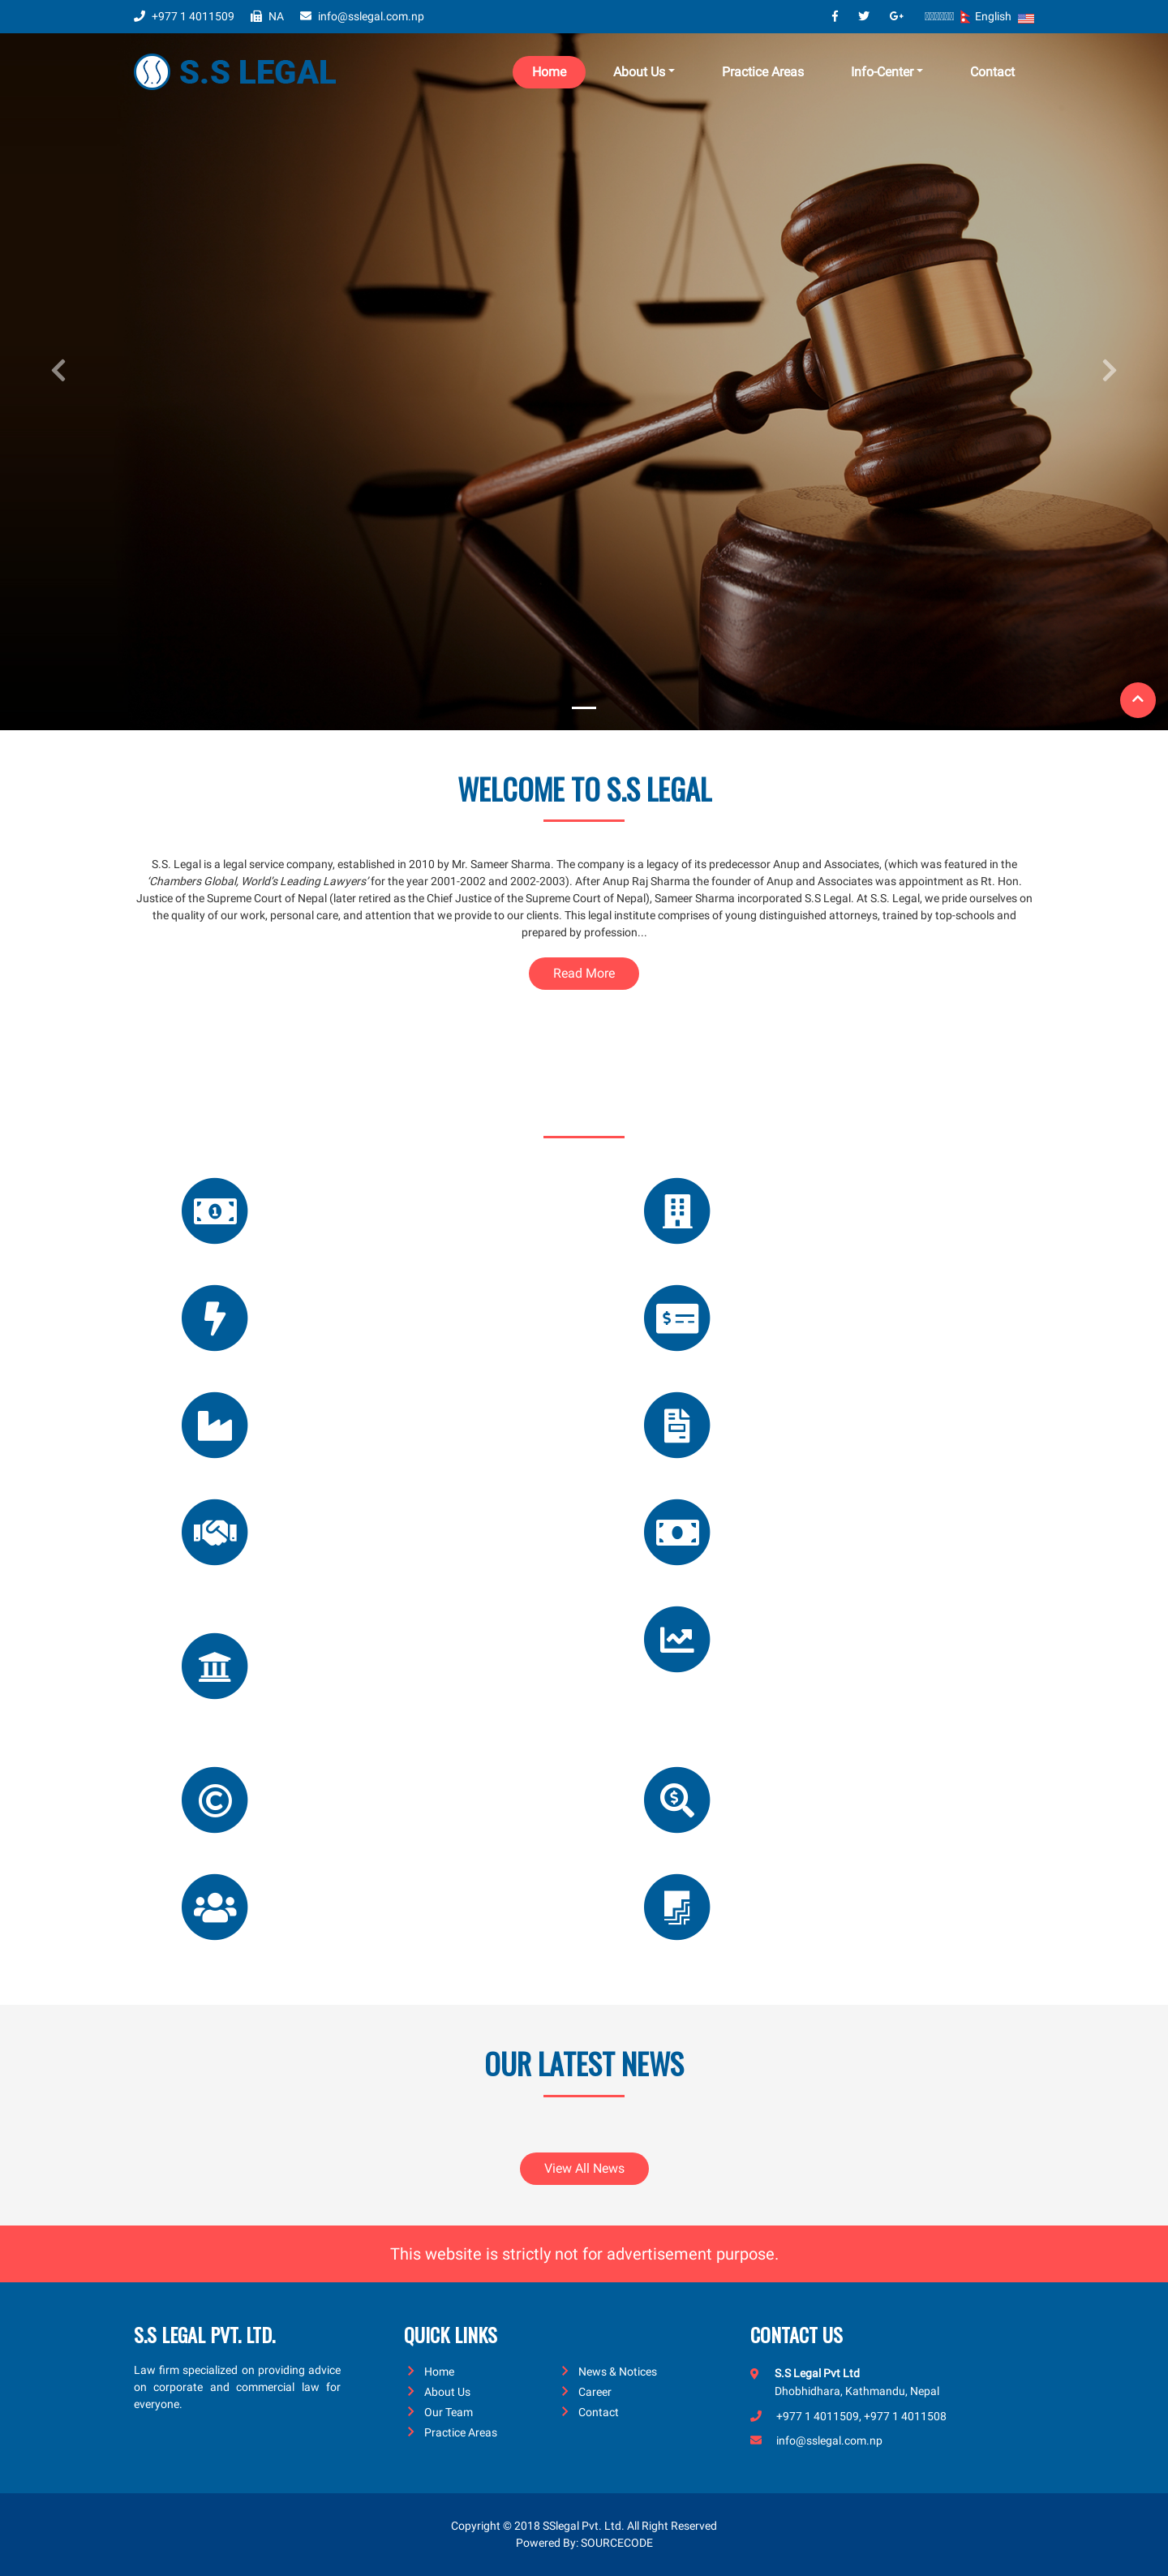 +977 1 4011509 NA info@sslegal.com.np English
S.S LEGAL
Home About Us Practice Areas Info-Center Contact
WELCOME TO S.S LEGAL
S.S. Legal is a legal service company, established in 2010 by Mr. Sameer Sharma. The company is a legacy of its predecessor Anup and Associates, (which was featured in the
‘Chambers Global, World’s Leading Lawyers’ for the year 2001-2002 and 2002-2003). After Anup Raj Sharma the founder of Anup and Associates was appointment as Rt. Hon.
Justice of the Supreme Court of Nepal (later retired as the Chief Justice of the Supreme Court of Nepal), Sameer Sharma incorporated S.S Legal. At S.S. Legal, we pride ourselves on
the quality of our work, personal care, and attention that we provide to our clients. This legal institute comprises of young distinguished attorneys, trained by top-schools and
prepared by profession...
Read More
OUR LATEST NEWS
View All News
This website is strictly not for advertisement purpose.
S.S LEGAL PVT. LTD.
Law firm specialized on providing advice
on corporate and commercial law for
everyone.
QUICK LINKS
Home
About Us
Our Team
Practice Areas
News & Notices
Career
Contact
CONTACT US
S.S Legal Pvt Ltd
Dhobhidhara, Kathmandu, Nepal
+977 1 4011509, +977 1 4011508
info@sslegal.com.np
Copyright © 2018 SSlegal Pvt. Ltd. All Right Reserved
Powered By: SOURCECODE